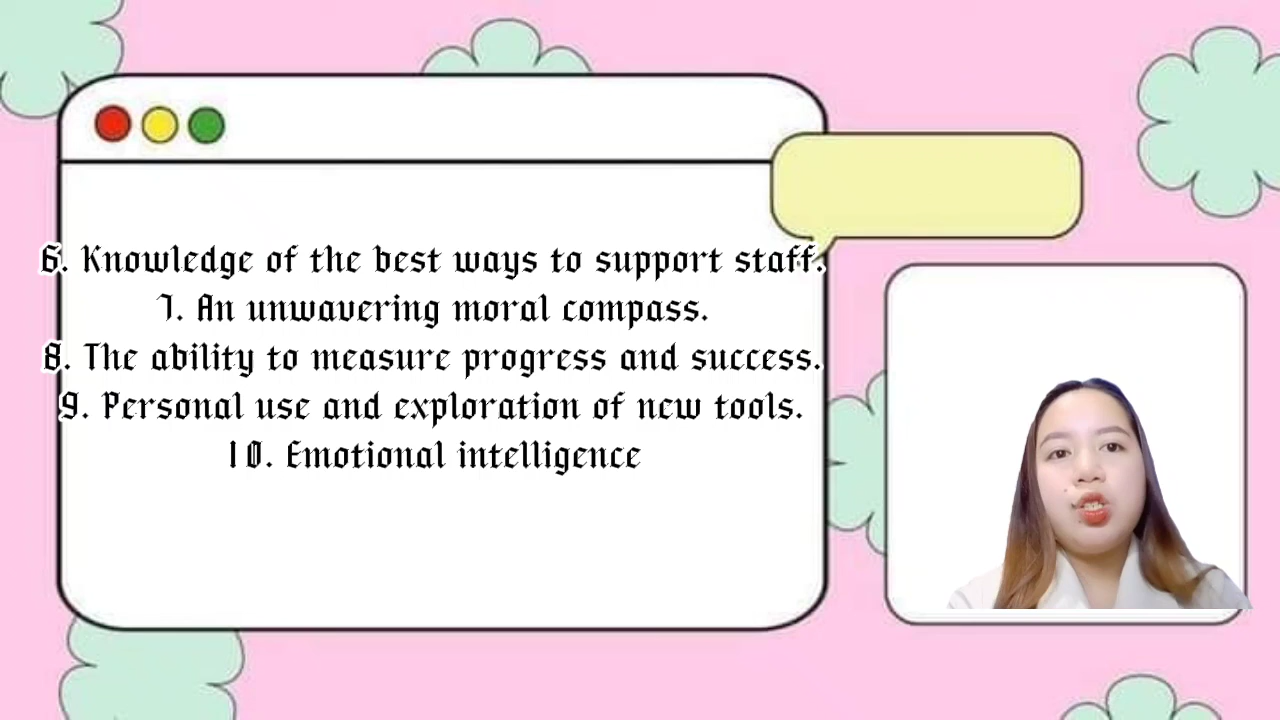 6. Knowledge of the best ways to support staff.
7. An unwavering moral compass.
8. The ability to measure progress and success.
9. Personal use and exploration of new tools.
10. Emotional intelligence